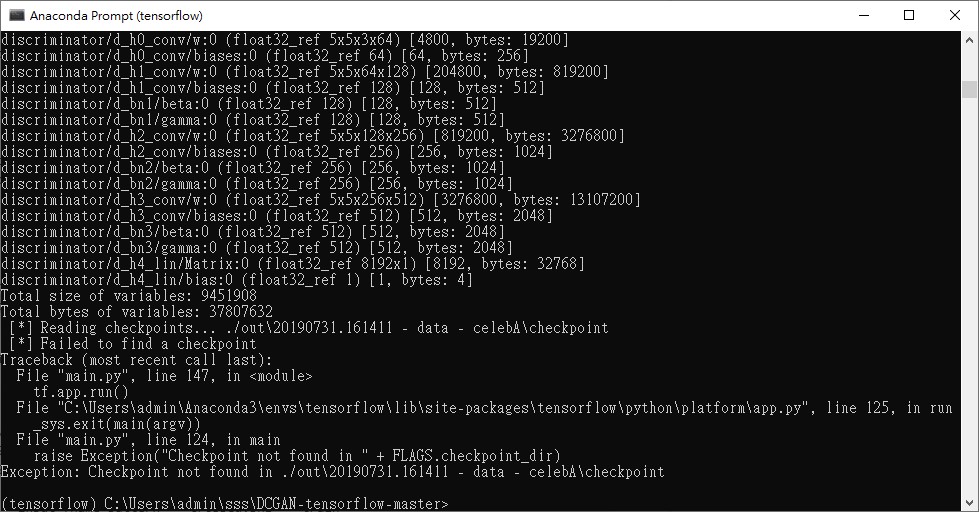 Anaconda Prompt (tensorflow)
discriminator/d_h0_conv/w:0 (float32_ref 5x5x3x64) [4800, bytes: 19200]
discriminator/d_h0_conv/biases:0 (float32_ref 64) [64, bytes: 256]
discriminator/d_h1_conv/w:0 (float32_ref 5x5x64x128) [204800, bytes: 819200]
discriminator/d_h1_conv/biases:0 (float32_ref 128) [128, bytes: 512]
discriminator/d_bn1/beta:0 (float32_ref 128) [128, bytes: 512]
discriminator/d_bn1/gamma:0 (float32_ref 128) [128, bytes: 512]
discriminator/d_h2_conv/w:0 (float32_ref 5x5x128x256) [819200, bytes: 3276800]
discriminator/d_h2_conv/biases:0 (float32_ref 256) [256, bytes: 1024]
discriminator/d_bn2/beta:0 (float32_ref 256) [256, bytes: 1024]
discriminator/d_bn2/gamma:0 (float32_ref 256) [256, bytes: 1024]
discriminator/d_h3_conv/w:0 (float32_ref 5x5x256x512) [3276800, bytes: 13107200]
discriminator/d_h3_conv/biases:0 (float32_ref 512) [512, bytes: 2048]
discriminator/d_bn3/beta:0 (float32_ref 512) [512, bytes: 2048]
discriminator/d_bn3/gamma:0 (float32_ref 512) [512, bytes: 2048]
discriminator/d_h4_lin/Matrix:0 (float32_ref 8192x1) [8192, bytes: 32768]
discriminator/d_h4_lin/bias:0 (float32_ref 1) [1, bytes: 4]
Total size of variables: 9451908
Total bytes of variables: 37807632
 [*] Reading checkpoints... ./out\20190731.161411 - data - celebA\checkpoint
 [*] Failed to find a checkpoint
Traceback (most recent call last):
  File "main.py", line 147, in <module>
    tf.app.run()
  File "C:\Users\admin\Anaconda3\envs\tensorflow\lib\site-packages\tensorflow\python\platform\app.py", line 125, in run
    _sys.exit(main(argv))
  File "main.py", line 124, in main
    raise Exception("Checkpoint not found in " + FLAGS.checkpoint_dir)
Exception: Checkpoint not found in ./out\20190731.161411 - data - celebA\checkpoint
(tensorflow) C:\Users\admin\sss\DCGAN-tensorflow-master>